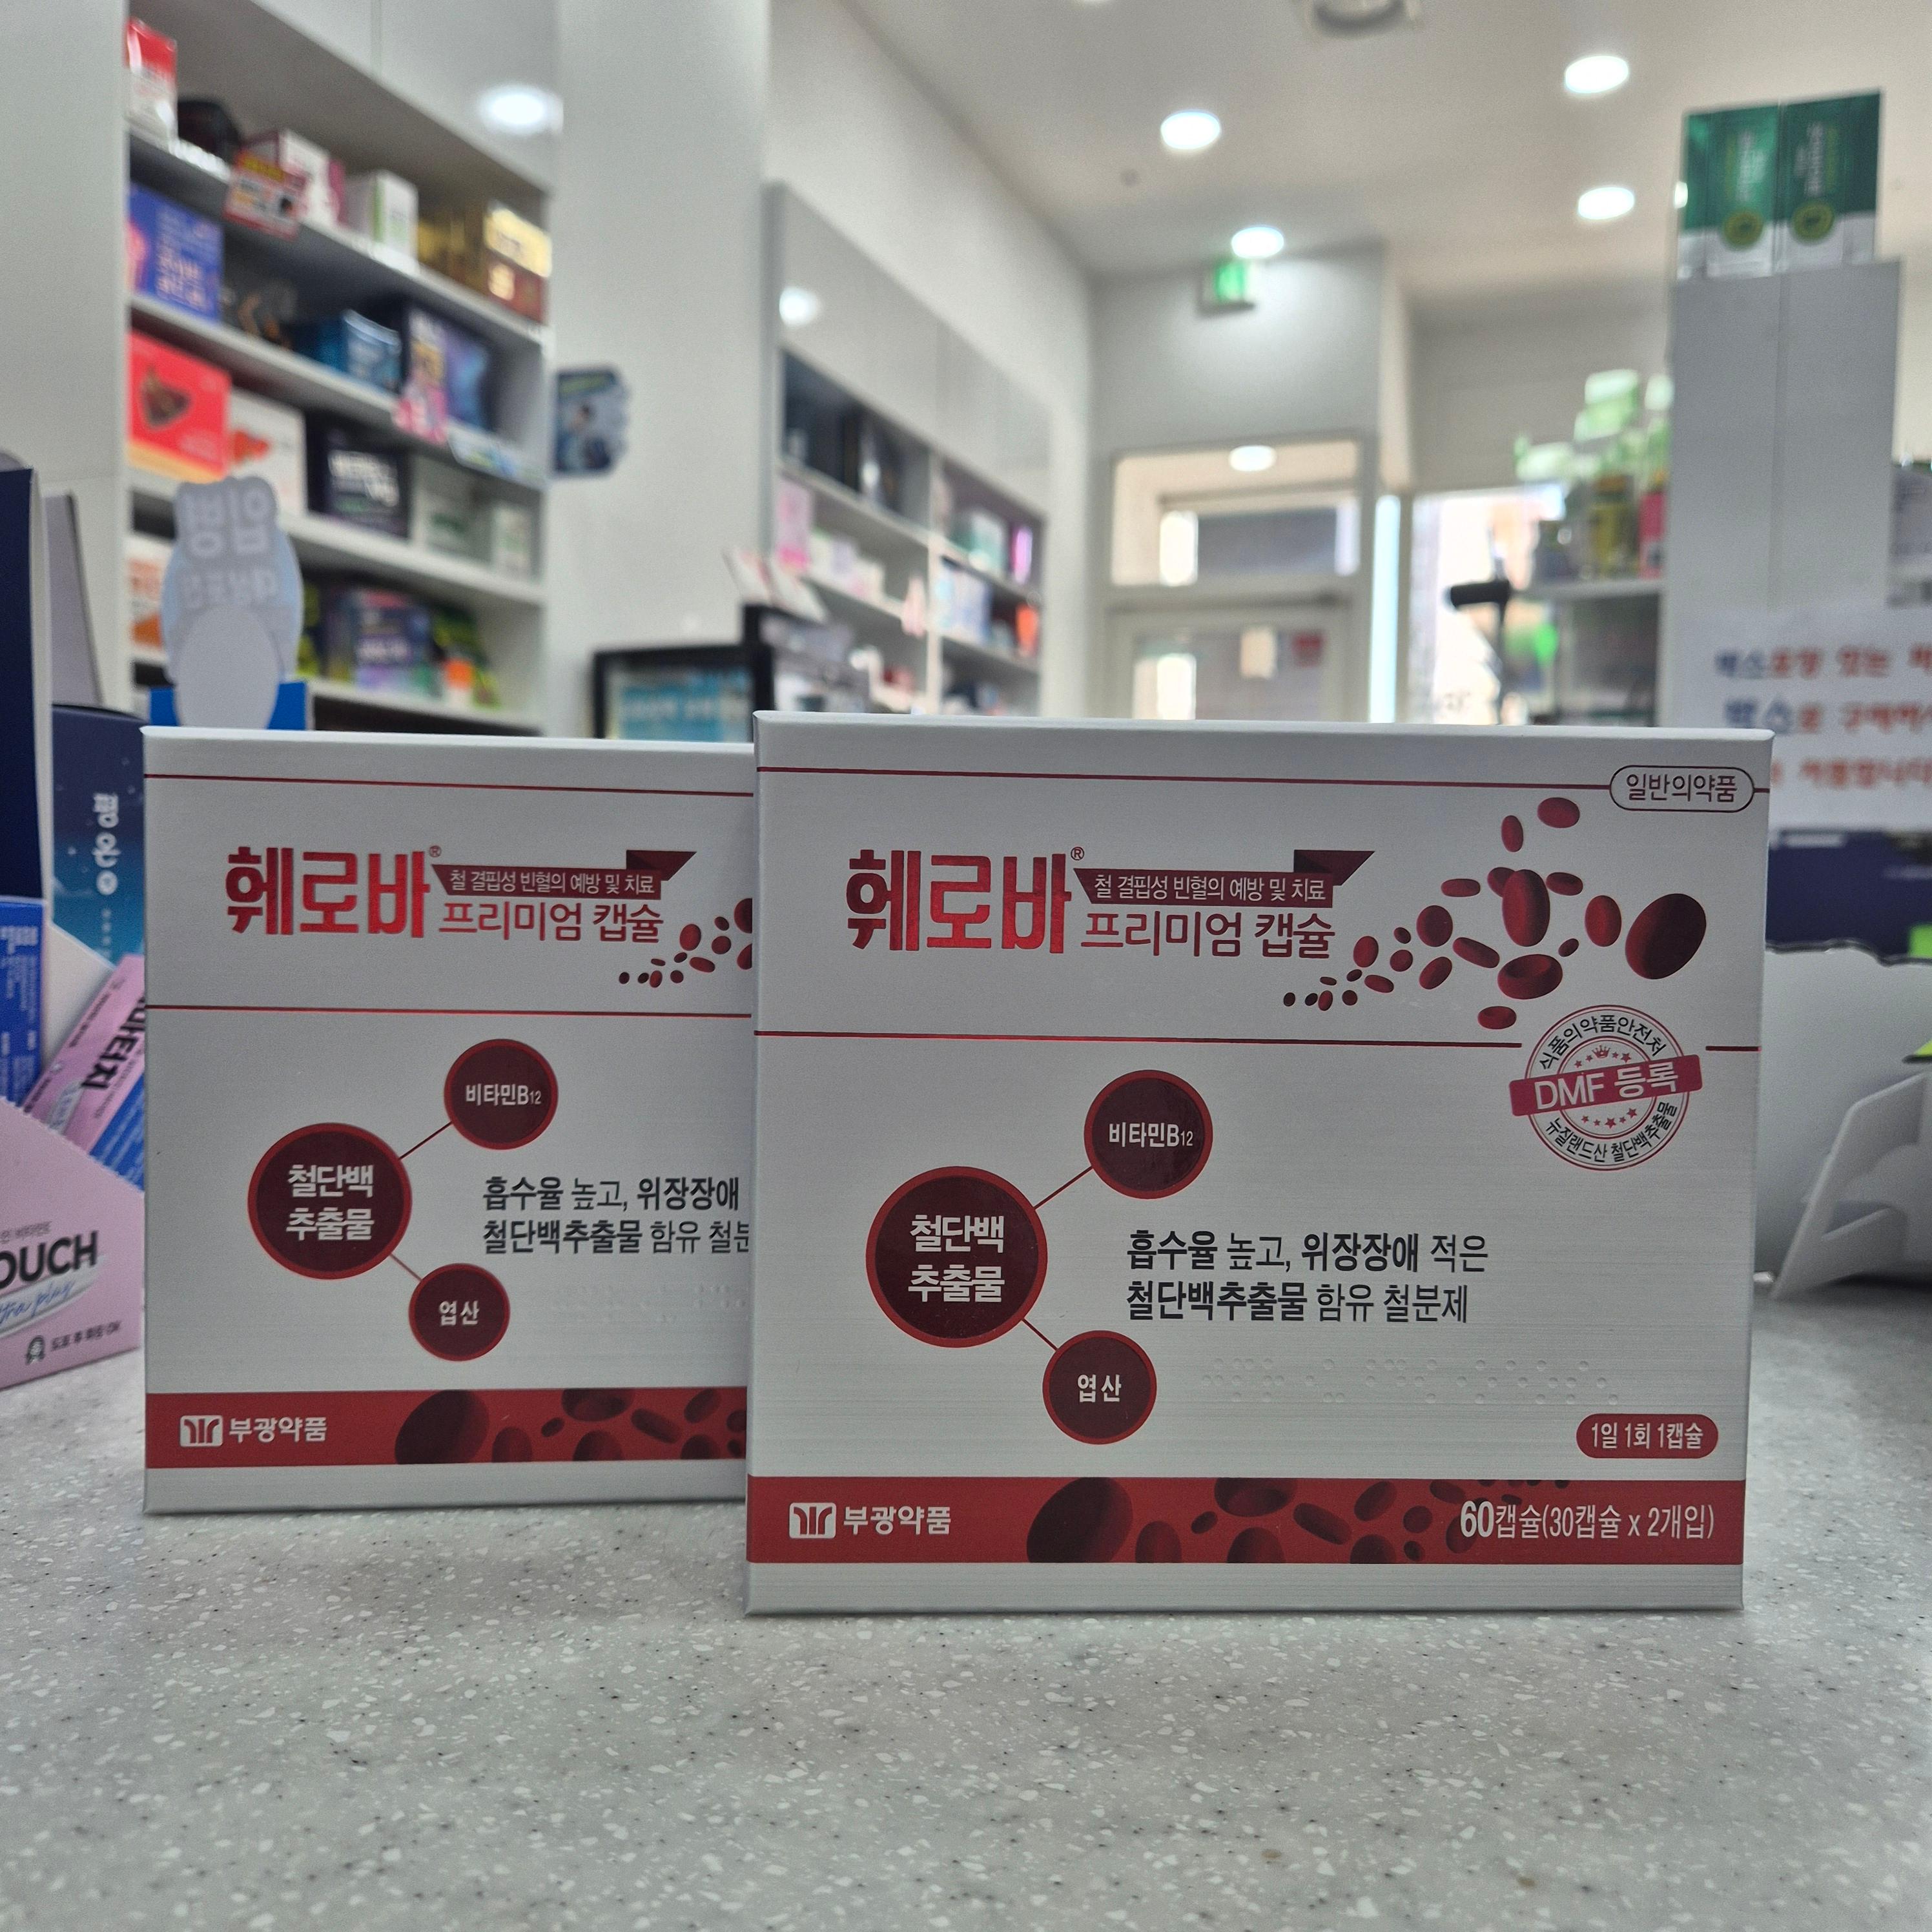 일반의약품
훼로바®
철 결핍성 빈혈의 예방 및 치료
프리미엄 캡슐
식품의약품안전처
DMF 등록
뉴질랜드산 철단백추출물
비타민B12
철단백
추출물
엽산
흡수율 높고, 위장장애 적은
철단백추출물 함유 철분제
1일 1회 1캡슐
부광약품
60캡슐(30캡슐 x 2개입)
훼로바®
철 결핍성 빈혈의 예방 및 치료
프리미엄 캡슐
비타민B12
철단백
추출물
엽산
흡수율 높고, 위장장애
철단백추출물 함유 철분
부광약품
입병
평온
OUCH